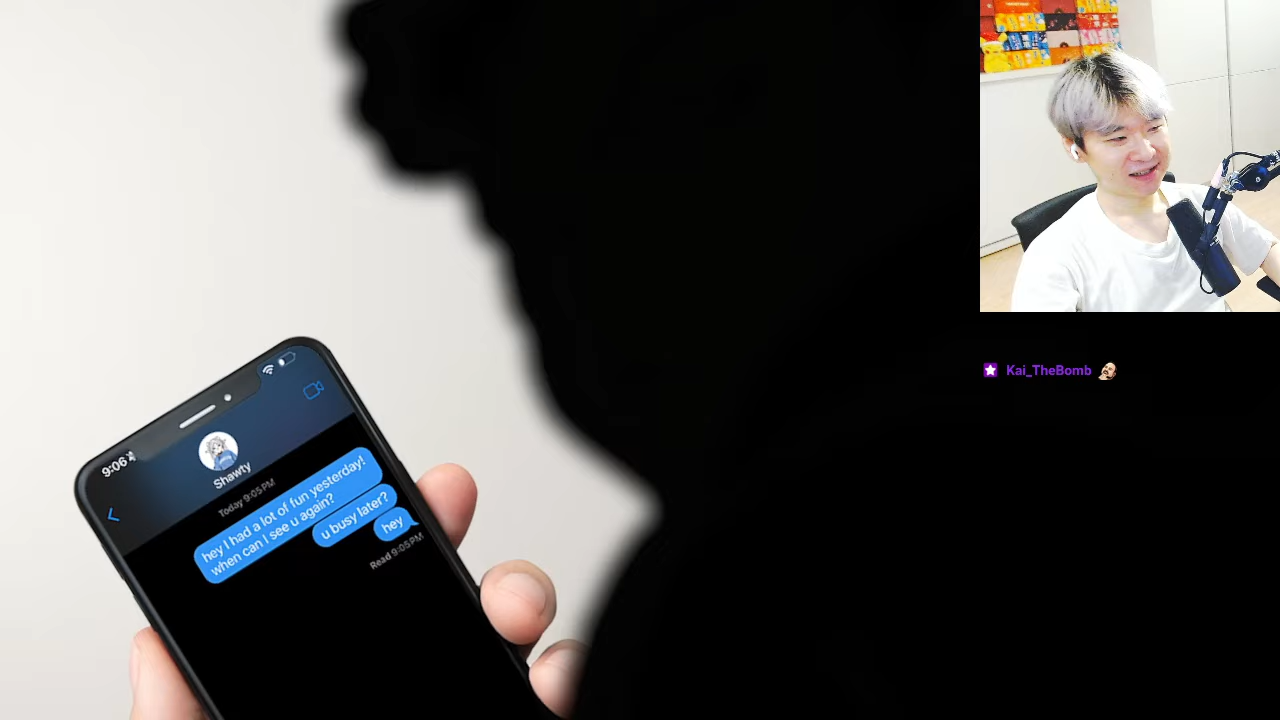 9:06
Shawty
Today 9:05 PM
hey I had a lot of fun yesterday!
when can I see u again?
u busy later?
hey
Read 9:05 PM
Kai_TheBomb